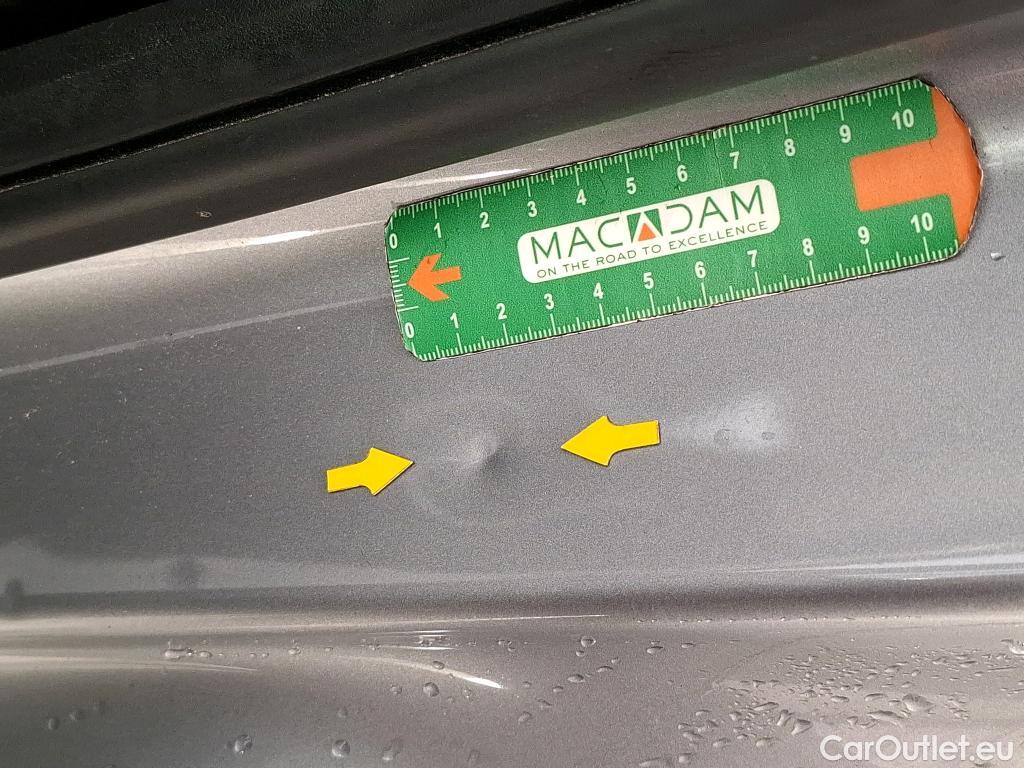 0 1 2 3 4 5 6 7 8 9 10
MACADAM
ON THE ROAD TO EXCELLENCE
0 1 2 3 4 5 6 7 8 9 10
CarOutlet.eu